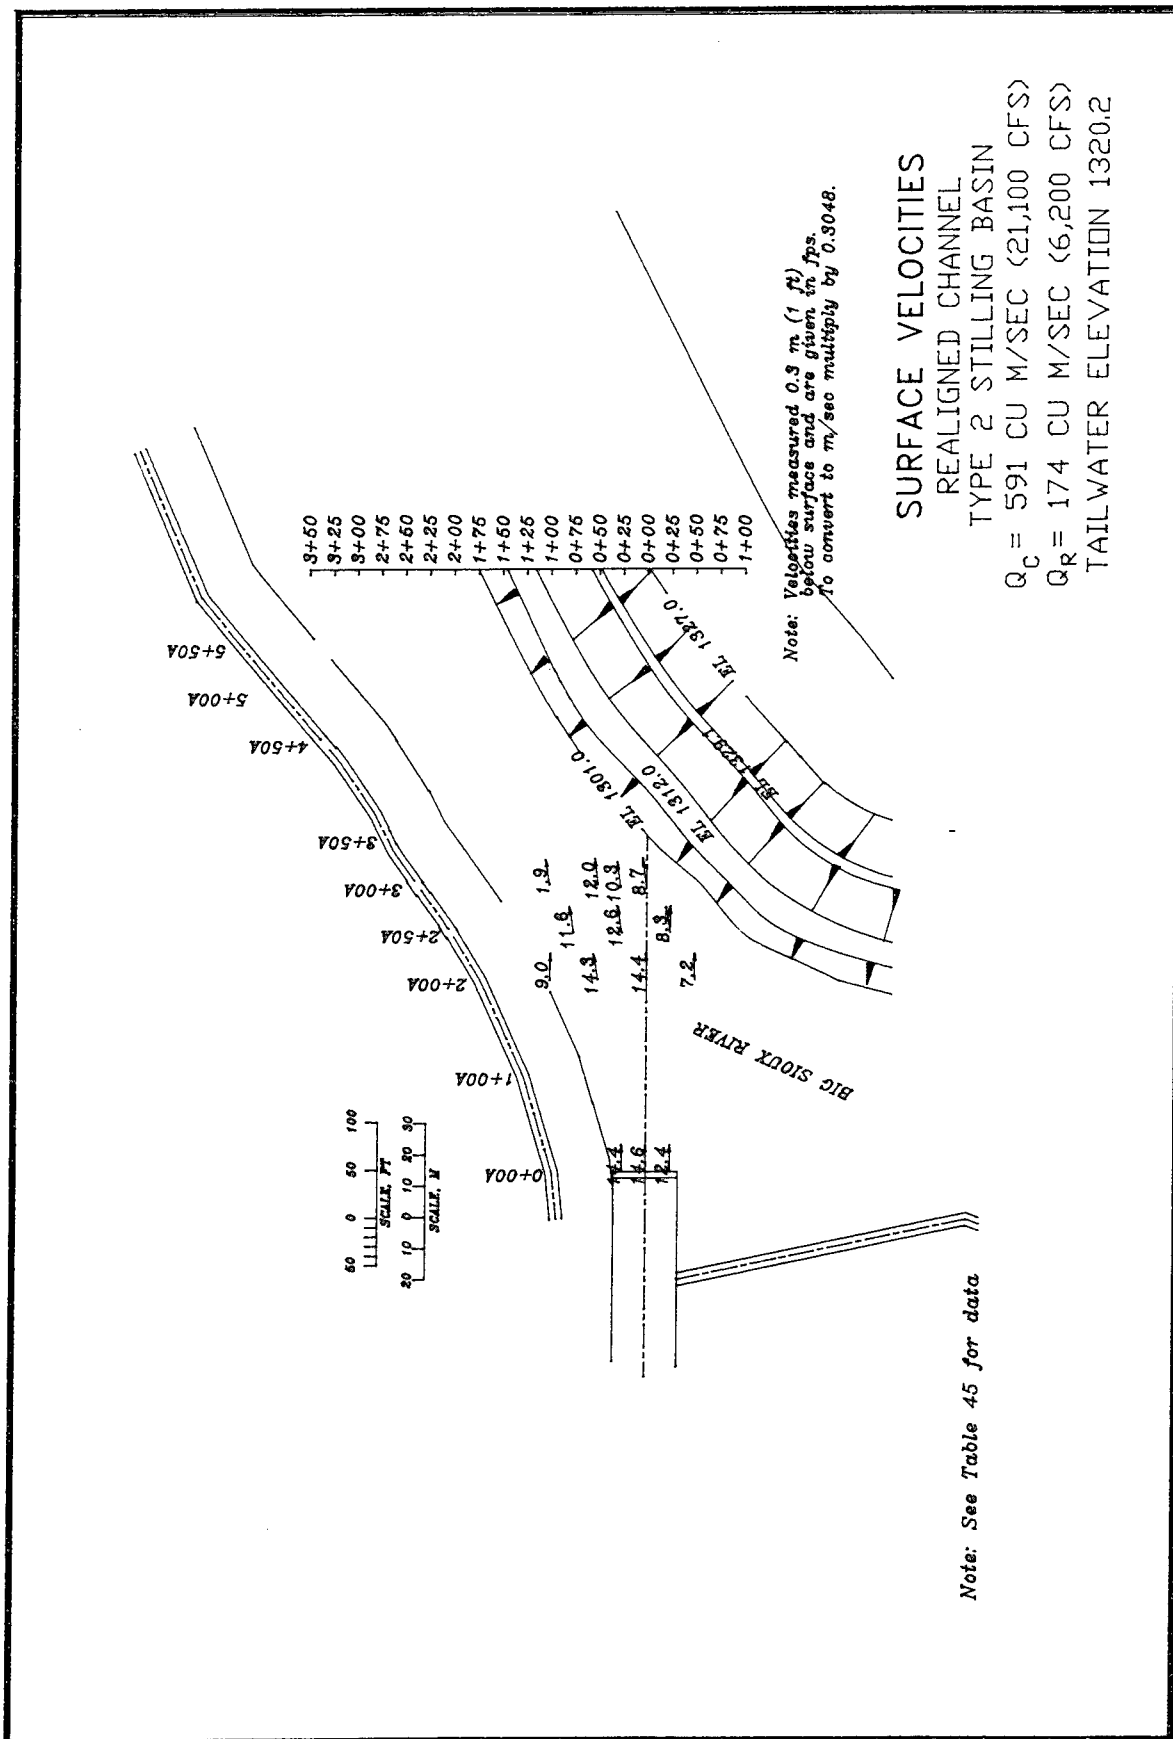 SURFACE VELOCITIES
REALIGNED CHANNEL
TYPE 2 STILLING BASIN
Q_C = 591 CU M/SEC (21,100 CFS)
Q_R = 174 CU M/SEC (6,200 CFS)
TAILWATER ELEVATION 1320.2
Note: Velocities measured 0.3 m (1 ft)
below surface and are given in fps.
To convert to m/sec multiply by 0.3048.
Note: See Table 45 for data
3+50
3+25
3+00
2+75
2+50
2+25
2+00
1+75
1+50
1+25
1+00
0+75
0+50
0+25
0+00
0+25
0+50
0+75
1+00
5+50A
5+00A
4+50A
3+50A
3+00A
2+50A
2+00A
1+00A
0+00A
50 0 50 100
SCALE, FT
20 10 0 10 20 30
SCALE, M
EL 1301.0
EL 1312.0
EL 1329.1
EL 1327.0
BIG SIOUX RIVER
1.9
12.0
10.3
8.7
11.6
12.6
8.3
9.0
14.3
14.4
7.2
14.4
14.6
12.4